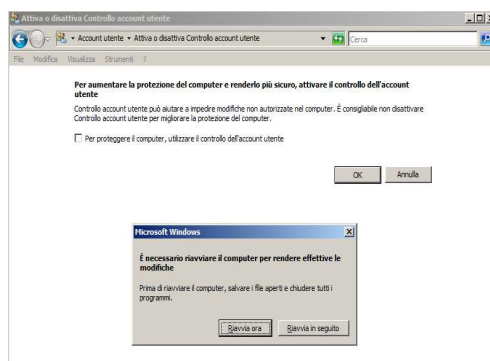 Attiva o disattiva Controllo account utente
Account utente Attiva o disattiva Controllo account utente
Cerca
File Modifica Visualizza Strumenti ?
Per aumentare la protezione del computer e renderlo più sicuro, attivare il controllo dell'account
utente
Controllo account utente può aiutare a impedire modifiche non autorizzate nel computer. È consigliabile non disattivare
Controllo account utente per migliorare la protezione del computer.
Per proteggere il computer, utilizzare il controllo dell'account utente
OK Annulla
Microsoft Windows
È necessario riavviare il computer per rendere effettive le
modifiche
Prima di riavviare il computer, salvare i file aperti e chiudere tutti i
programmi.
Riavvia ora Riavvia in seguito